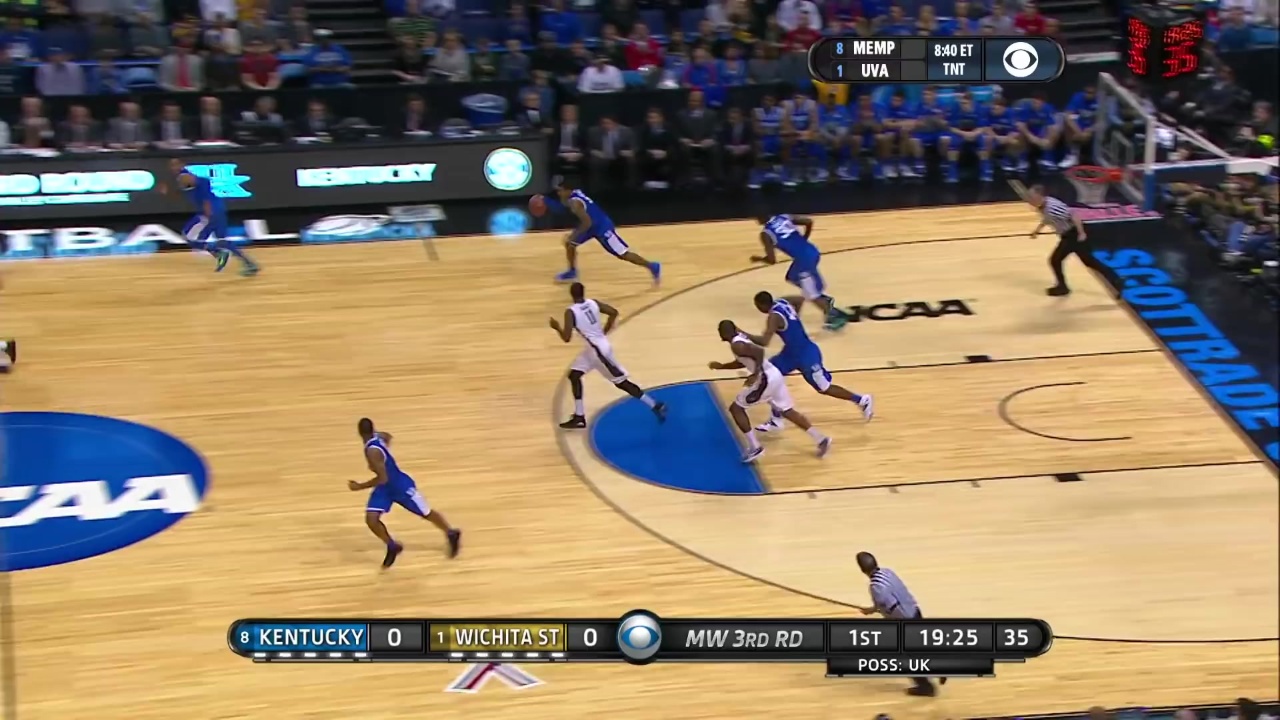 8 MEMP
1 UVA
8:40 ET
TNT
KENTUCKY
NCAA
SCOTTRADE
CAA
8 KENTUCKY 0 1 WICHITA ST 0 MW 3RD RD 1ST 19:25 35
POSS: UK